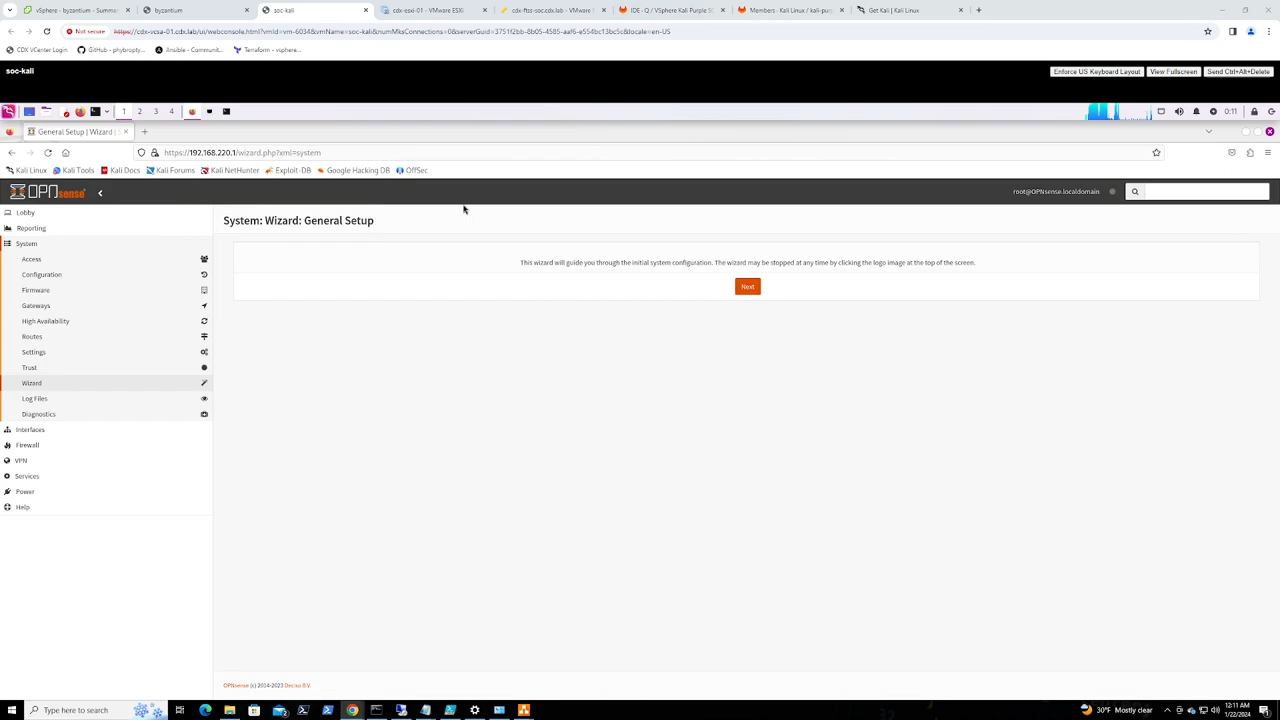 vSphere - byzantium - Summa
byzantium
soc-kali
cdx-esxi-01 - VMware ESXi
cdx-ftss-soc.cdx.lab - VMware
IDE - Q / VSphere Kali Purple SO
Members - Kali Linux / kali-pur
Get Kali | Kali Linux
Not secure
https://cdx-vcsa-01.cdx.lab/ui/webconsole.html?vmId=vm-6034&vmName=soc-kali&numMksConnections=0&serverGuid=3751f2bb-8b05-4585-aaf6-e554bc13bc5c&locale=en-US
CDX VCenter Login
GitHub - phybropty...
Ansible - Communit...
Terraform - vsphere...
soc-kali
Enforce US Keyboard Layout
View Fullscreen
Send Ctrl+Alt+Delete
1 2 3 4
0:11
General Setup | Wizard | S
https://192.168.220.1/wizard.php?xml=system
Kali Linux
Kali Tools
Kali Docs
Kali Forums
Kali NetHunter
Exploit-DB
Google Hacking DB
OffSec
OPNsense
root@OPNsense.localdomain
Lobby
Reporting
System
Access
Configuration
Firmware
Gateways
High Availability
Routes
Settings
Trust
Wizard
Log Files
Diagnostics
Interfaces
Firewall
VPN
Services
Power
Help
System: Wizard: General Setup
This wizard will guide you through the initial system configuration. The wizard may be stopped at any time by clicking the logo image at the top of the screen.
Next
OPNsense (c) 2014-2023 Deciso B.V.
Type here to search
30°F Mostly clear
12:11 AM
1/22/2024